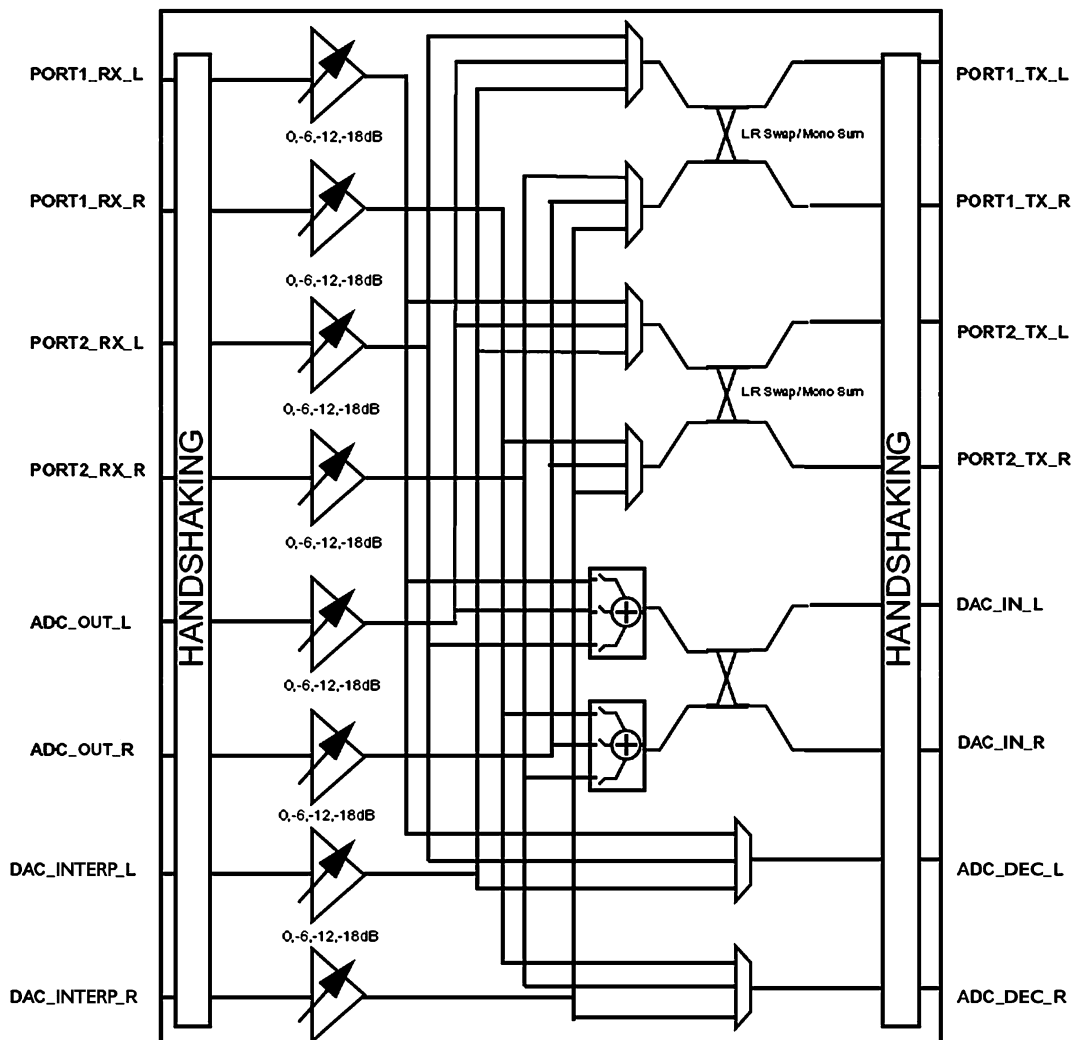 PORT1_RX_L
PORT1_RX_R
PORT2_RX_L
PORT2_RX_R
ADC_OUT_L
ADC_OUT_R
DAC_INTERP_L
DAC_INTERP_R
HANDSHAKING
0,-6,-12,-18dB
0,-6,-12,-18dB
0,-6,-12,-18dB
0,-6,-12,-18dB
0,-6,-12,-18dB
0,-6,-12,-18dB
0,-6,-12,-18dB
LR Swap/Mono Sum
LR Swap/Mono Sum
HANDSHAKING
PORT1_TX_L
PORT1_TX_R
PORT2_TX_L
PORT2_TX_R
DAC_IN_L
DAC_IN_R
ADC_DEC_L
ADC_DEC_R